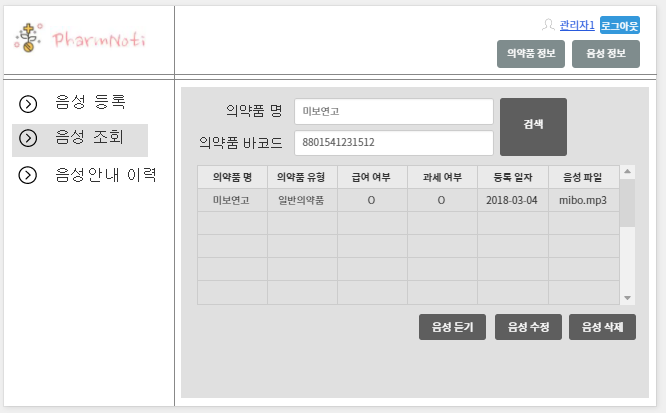 PharmNoti
관리자1 로그아웃
의약품 정보 음성 정보
음성 등록
음성 조회
음성안내 이력
의약품 명 미보연고
의약품 바코드 8801541231512
검색
의약품 명 의약품 유형 급여 여부 과세 여부 등록 일자 음성 파일
미보연고 일반의약품 O O 2018-03-04 mibo.mp3
음성 듣기 음성 수정 음성 삭제